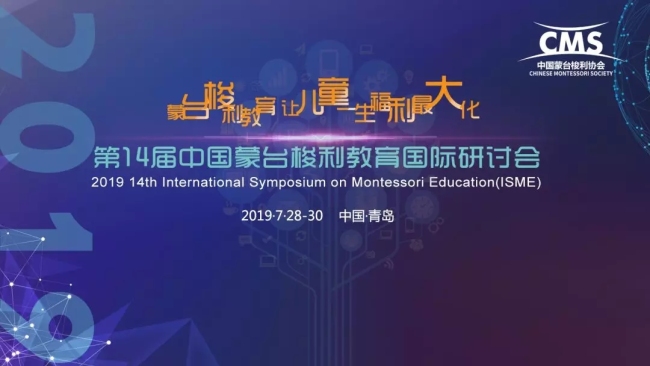 2019
CMS
中国蒙台梭利协会
CHINESE MONTESSORI SOCIETY
蒙台梭利教育 让儿童一生福利最大化
第14届中国蒙台梭利教育国际研讨会
2019 14th International Symposium on Montessori Education(ISME)
2019·7·28-30 中国·青岛